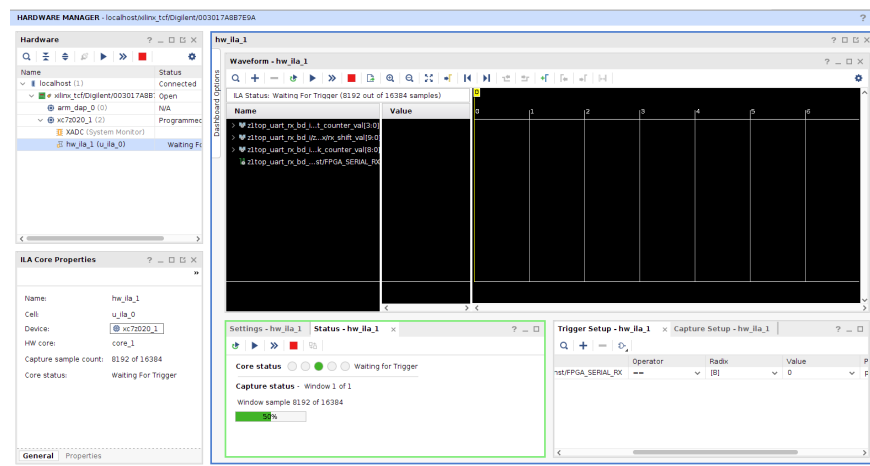 HARDWARE MANAGER - localhost/xilinx_tcf/Digilent/003017A8B7E9A
?
Hardware
?
Name Status
localhost (1) Connected
xilinx_tcf/Digilent/003017A8B7 Open
arm_dap_0 (0) N/A
xc7z020_1 (2) Programmed
XADC (System Monitor)
hw_ila_1 (u_ila_0) Waiting Fo
ILA Core Properties
?
Name: hw_ila_1
Cell: u_ila_0
Device: xc7z020_1
HW core: core_1
Capture sample count: 8192 of 16384
Core status: Waiting For Trigger
General Properties
hw_ila_1
?
Dashboard Options
Waveform - hw_ila_1
?
ILA Status: Waiting For Trigger (8192 out of 16384 samples)
Name Value
0
0 1 2 3 4 5 6
z1top_uart_rx_bd_i...t_counter_val[3:0]
z1top_uart_rx_bd_i/z...x/rx_shift_val[9:0]
z1top_uart_rx_bd_i...k_counter_val[8:0]
z1top_uart_rx_bd_...st/FPGA_SERIAL_RX
Settings - hw_ila_1 Status - hw_ila_1
?
Core status Waiting for Trigger
Capture status - Window 1 of 1
Window sample 8192 of 16384
50%
Trigger Setup - hw_ila_1 Capture Setup - hw_ila_1
?
Operator Radix Value P
nst/FPGA_SERIAL_RX == [B] 0 p